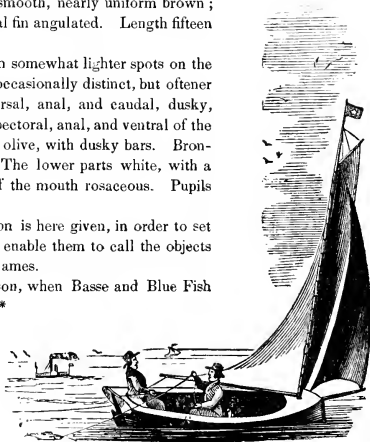 smooth, nearly uniform brown ;
al fin angulated. Length fifteen
n somewhat lighter spots on the
occasionally distinct, but oftener
rsal, anal, and caudal, dusky,
pectoral, anal, and ventral of the
olive, with dusky bars. Bron-
The lower parts white, with a
f the mouth rosaceous. Pupils
on is here given, in order to set
enable them to call the objects
ames.
on, when Basse and Blue Fish
*